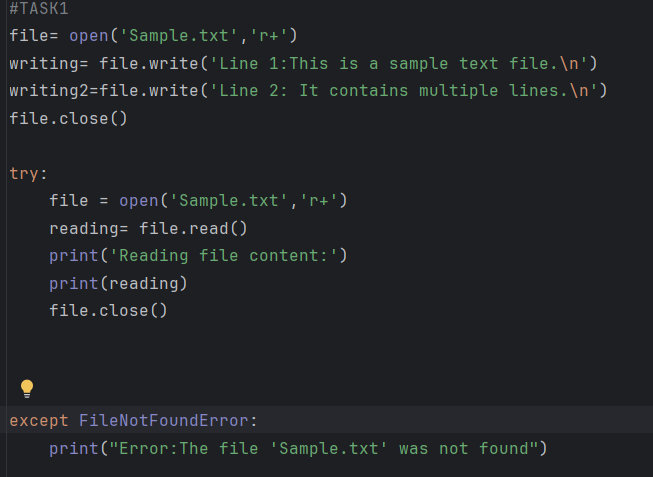 #TASK1
file= open('Sample.txt','r+')
writing= file.write('Line 1:This is a sample text file.\n')
writing2=file.write('Line 2: It contains multiple lines.\n')
file.close()
try:
    file = open('Sample.txt','r+')
    reading= file.read()
    print('Reading file content:')
    print(reading)
    file.close()
except FileNotFoundError:
    print("Error:The file 'Sample.txt' was not found")